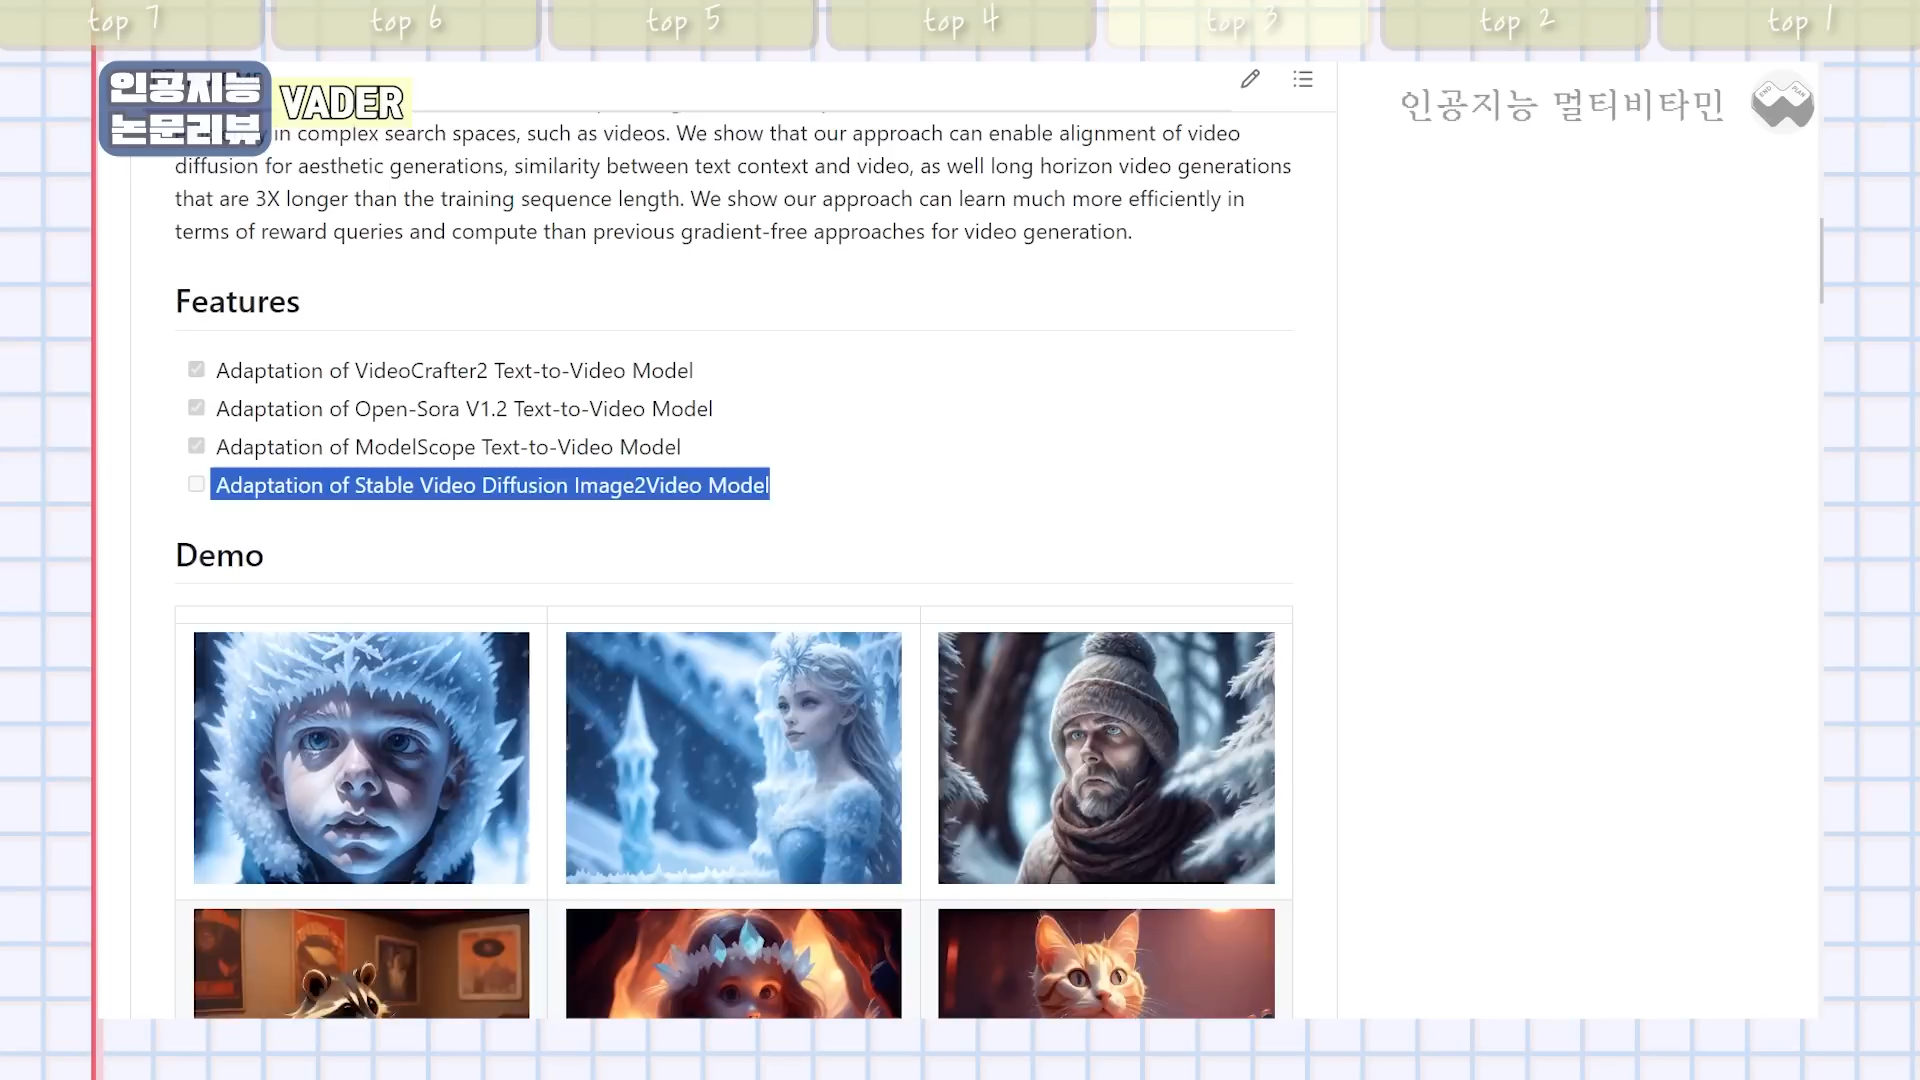 top 7
top 6
top 5
top 4
top 3
top 2
top 1
인공지능
논문리뷰
VADER
인공지능 멀티비타민
in complex search spaces, such as videos. We show that our approach can enable alignment of video
diffusion for aesthetic generations, similarity between text context and video, as well long horizon video generations
that are 3X longer than the training sequence length. We show our approach can learn much more efficiently in
terms of reward queries and compute than previous gradient-free approaches for video generation.
Features
Adaptation of VideoCrafter2 Text-to-Video Model
Adaptation of Open-Sora V1.2 Text-to-Video Model
Adaptation of ModelScope Text-to-Video Model
Adaptation of Stable Video Diffusion Image2Video Model
Demo